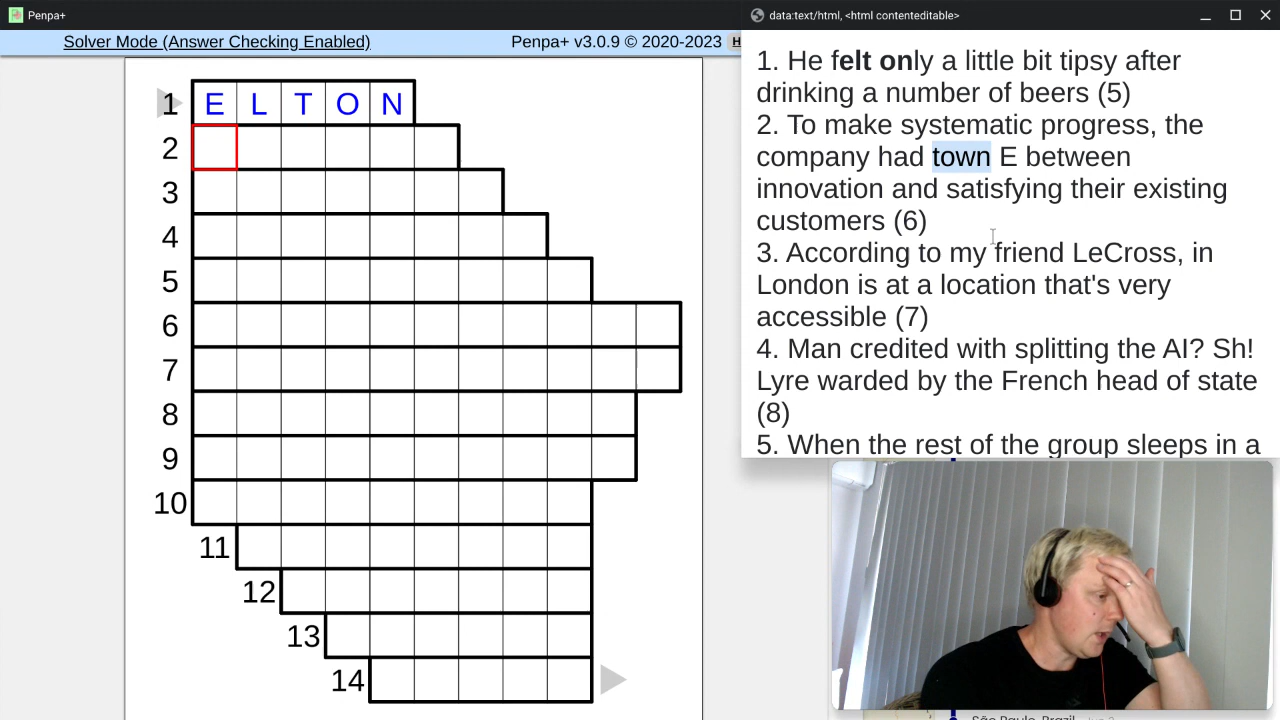 Penpa+
data:text/html, <html contenteditable>
Solver Mode (Answer Checking Enabled)
Penpa+ v3.0.9 © 2020-2023
H
1 E L T O N
2
3
4
5
6
7
8
9
10
11
12
13
14
1. He felt only a little bit tipsy after
drinking a number of beers (5)
2. To make systematic progress, the
company had town E between
innovation and satisfying their existing
customers (6)
3. According to my friend LeCross, in
London is at a location that's very
accessible (7)
4. Man credited with splitting the AI? Sh!
Lyre warded by the French head of state
(8)
5. When the rest of the group sleeps in a
São Paulo, Brazil